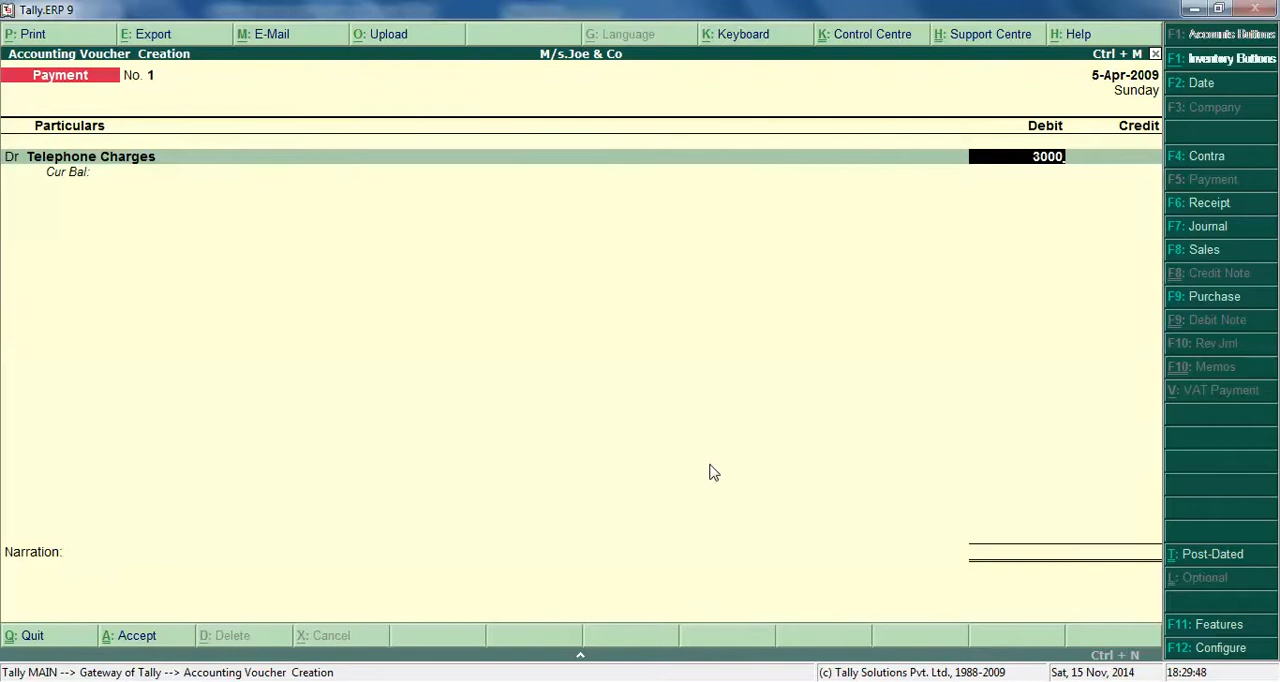 Tally.ERP 9
P: Print E: Export M: E-Mail O: Upload G: Language K: Keyboard K: Control Centre H: Support Centre H: Help
F1: Accounts Buttons
Accounting Voucher Creation M/s.Joe & Co Ctrl + M
F1: Inventory Buttons
Payment No. 1 5-Apr-2009
F2: Date
Sunday
F3: Company
Particulars Debit Credit
Dr Telephone Charges 3000
F4: Contra
Cur Bal:
F5: Payment
F6: Receipt
F7: Journal
F8: Sales
F8: Credit Note
F9: Purchase
F9: Debit Note
F10: Rev Jrnl
F10: Memos
V: VAT Payment
Narration:
T: Post-Dated
L: Optional
F11: Features
Q: Quit A: Accept D: Delete X: Cancel
F12: Configure
Ctrl + N
Tally MAIN --> Gateway of Tally --> Accounting Voucher Creation (c) Tally Solutions Pvt. Ltd., 1988-2009 Sat, 15 Nov, 2014 18:29:48